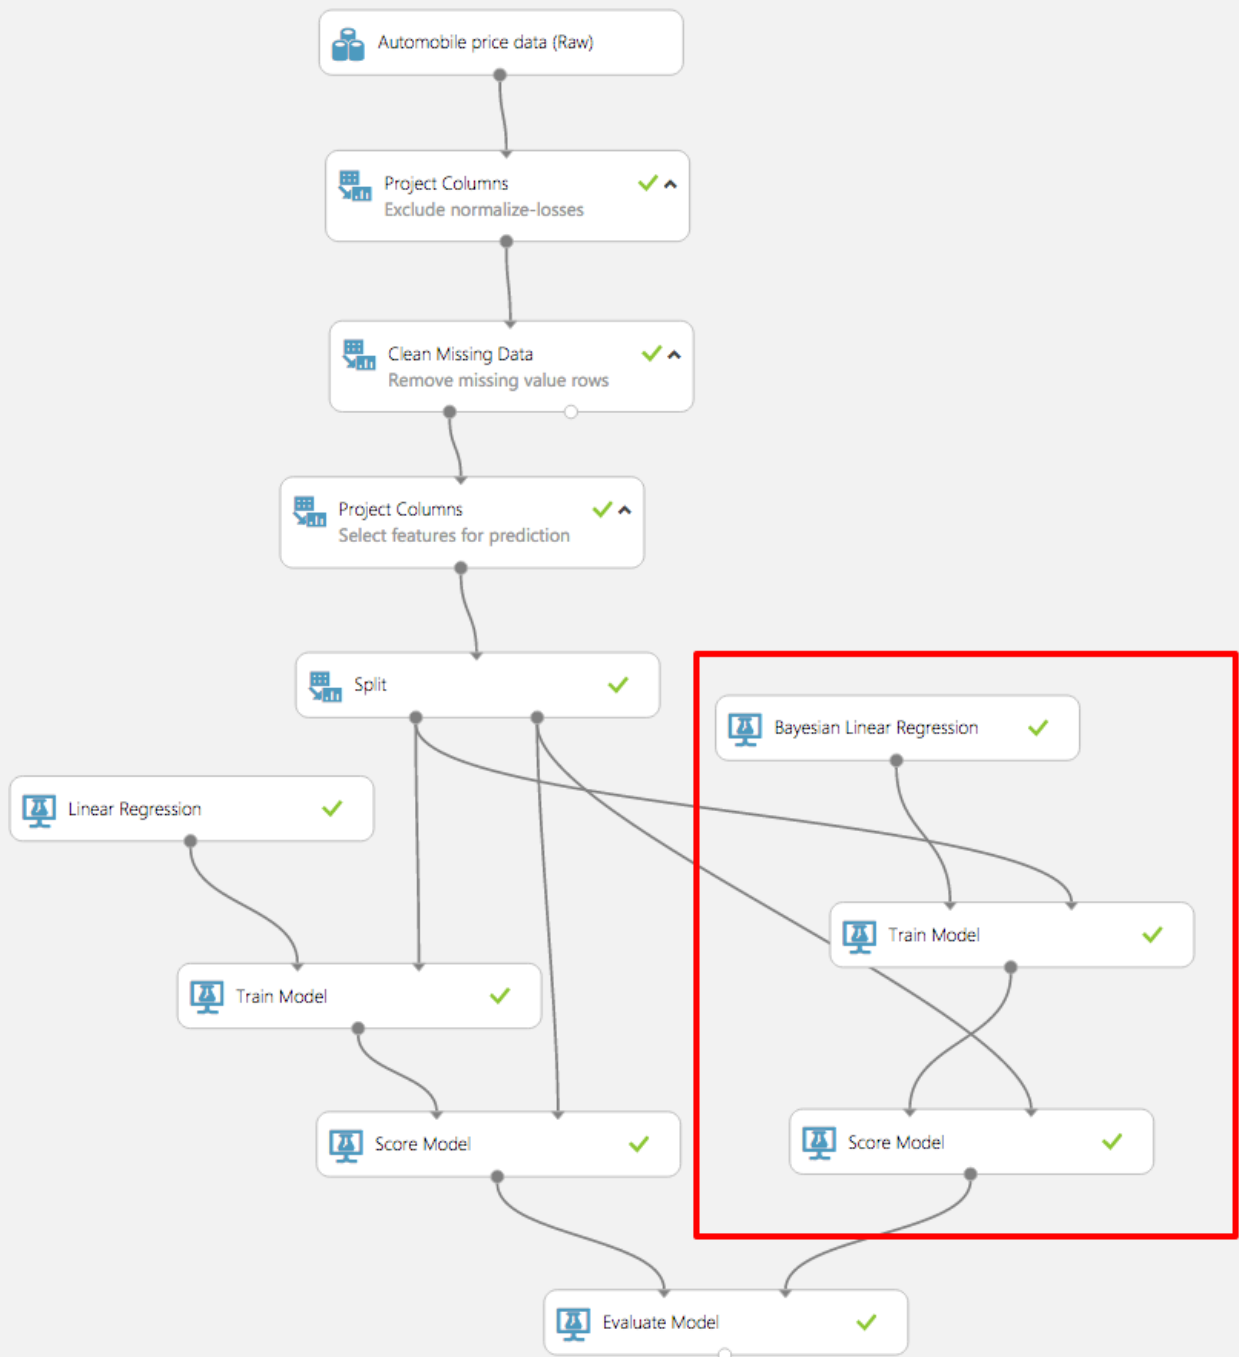 Automobile price data (Raw)
Project Columns
Exclude normalize-losses
Clean Missing Data
Remove missing value rows
Project Columns
Select features for prediction
Split
Bayesian Linear Regression
Linear Regression
Train Model
Train Model
Score Model
Score Model
Evaluate Model